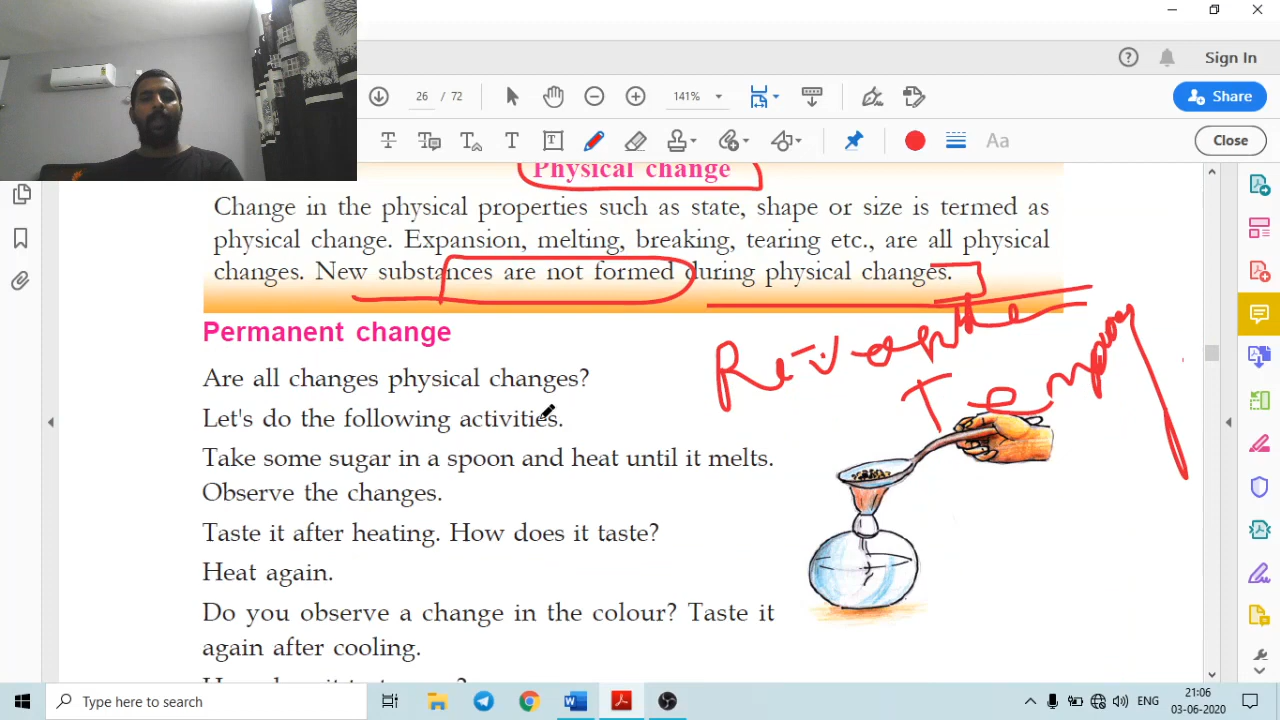 Sign In
26 / 72
141%
Share
Close
Physical change
Change in the physical properties such as state, shape or size is termed as
physical change. Expansion, melting, breaking, tearing etc., are all physical
changes. New substances are not formed during physical changes.
Permanent change
Are all changes physical changes?
Let's do the following activities.
Take some sugar in a spoon and heat until it melts.
Observe the changes.
Taste it after heating. How does it taste?
Heat again.
Do you observe a change in the colour? Taste it
again after cooling.
Type here to search
ENG
21:06
03-06-2020